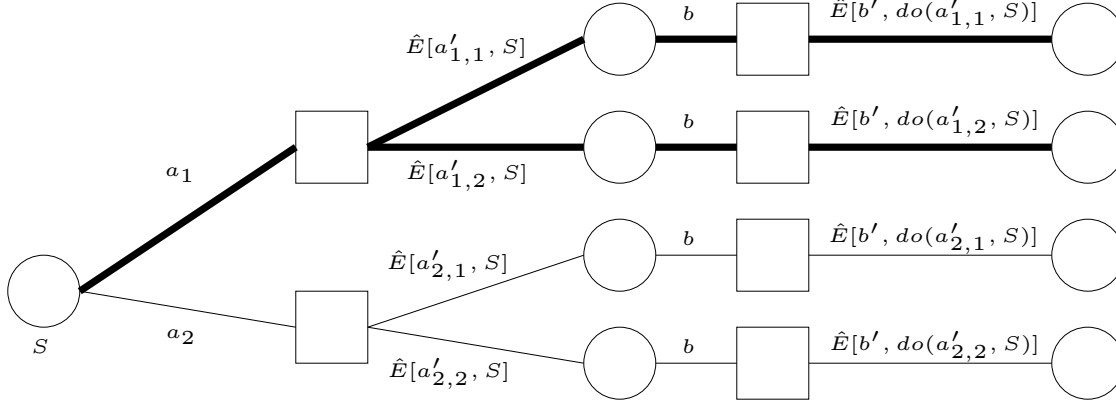 b
Ê[b′, do(a′1,1, S)]
Ê[a′1,1, S]
a1
b
Ê[b′, do(a′1,2, S)]
Ê[a′1,2, S]
S
a2
b
Ê[b′, do(a′2,1, S)]
Ê[a′2,1, S]
b
Ê[b′, do(a′2,2, S)]
Ê[a′2,2, S]